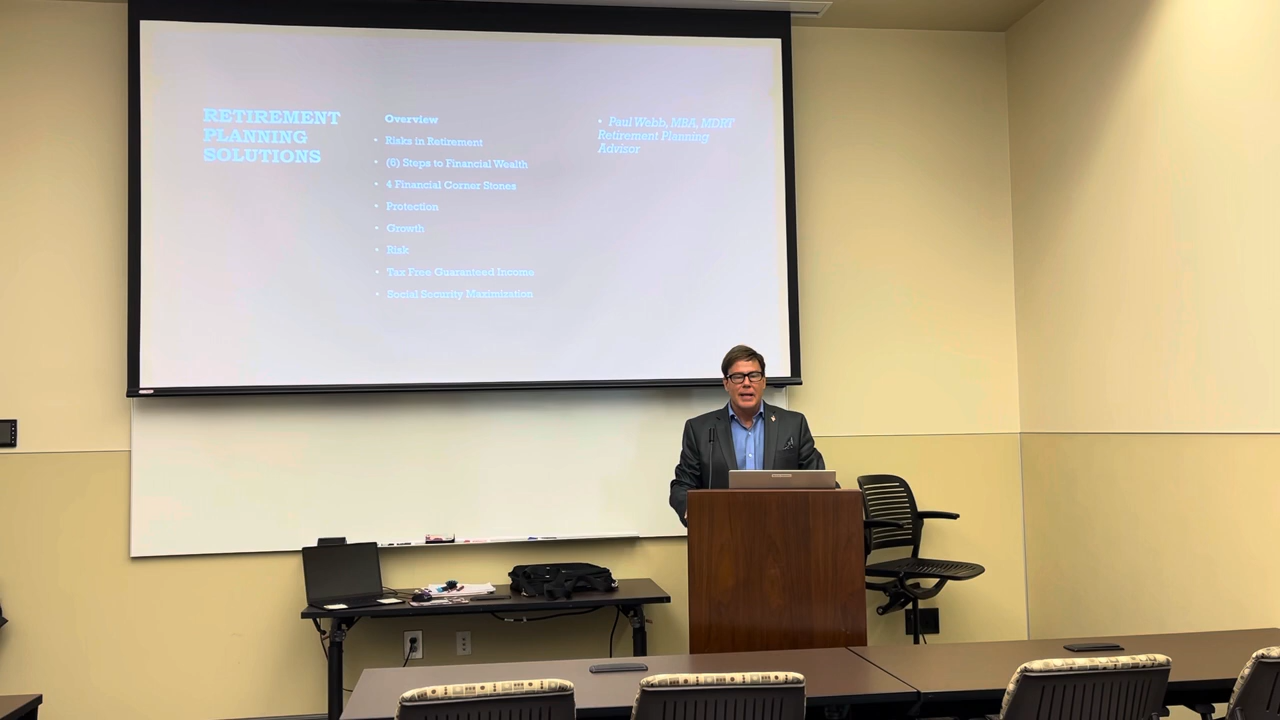 RETIREMENT
PLANNING
SOLUTIONS
Overview
• Risks in Retirement
• (6) Steps to Financial Wealth
• 4 Financial Corner Stones
• Protection
• Growth
• Risk
• Tax Free Guaranteed Income
• Social Security Maximization
• Paul Webb, MBA, MDRT
Retirement Planning
Advisor